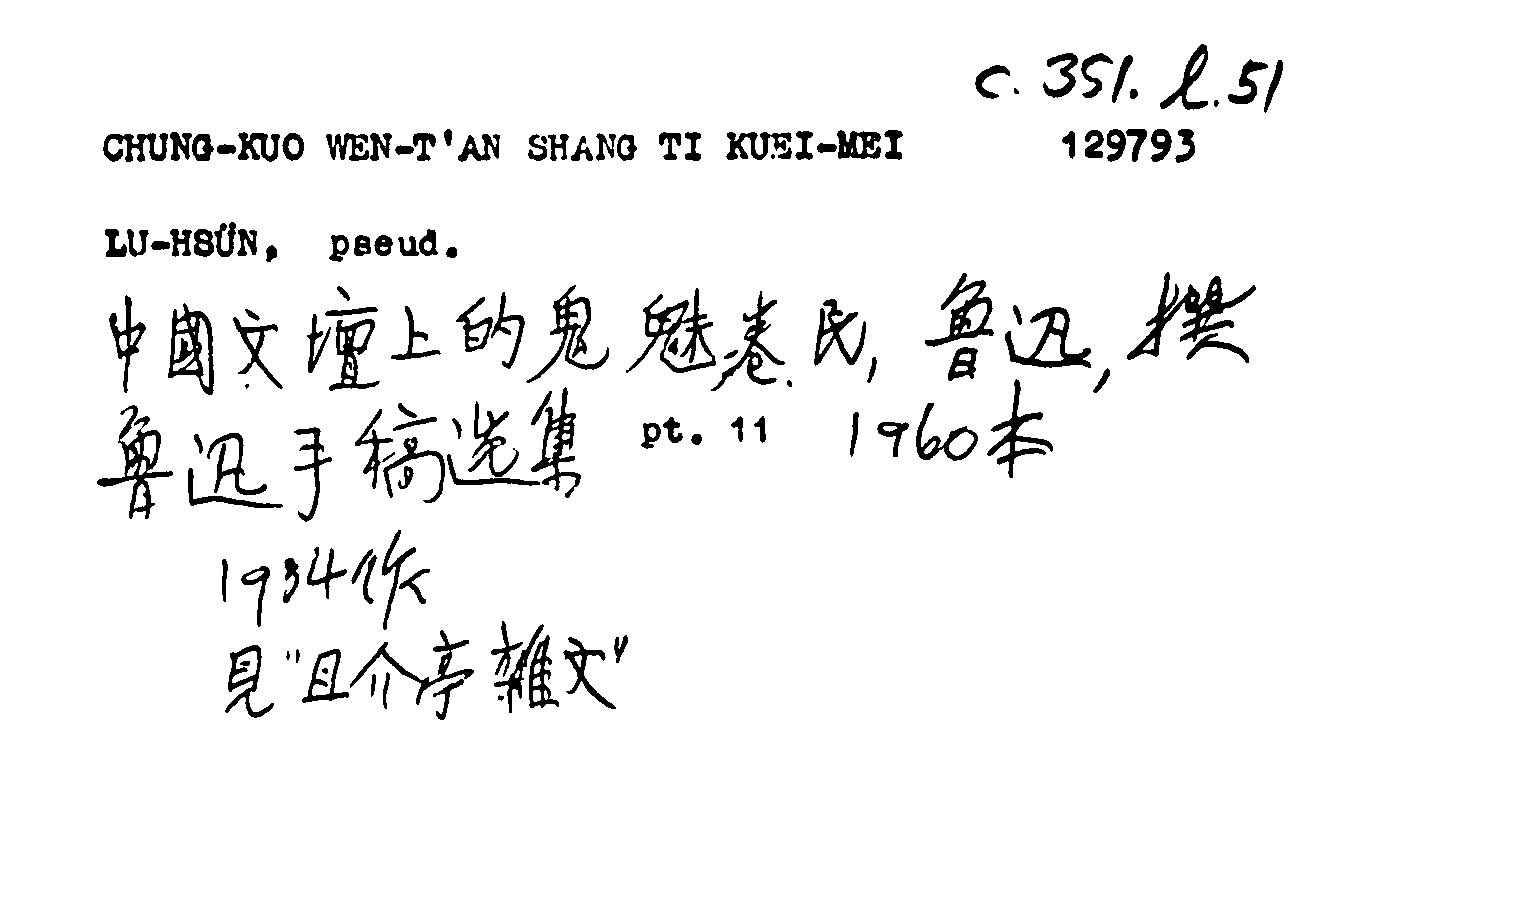 c. 351. l. 51
CHUNG-KUO WEN-T'AN SHANG TI KUEI-MEI 129793
LU-HSÜN, pseud.
中國文壇上的鬼魅 民, 魯迅, 撰
魯迅手稿选集 pt. 11 1960本
1934作
見"且介亭雜文"